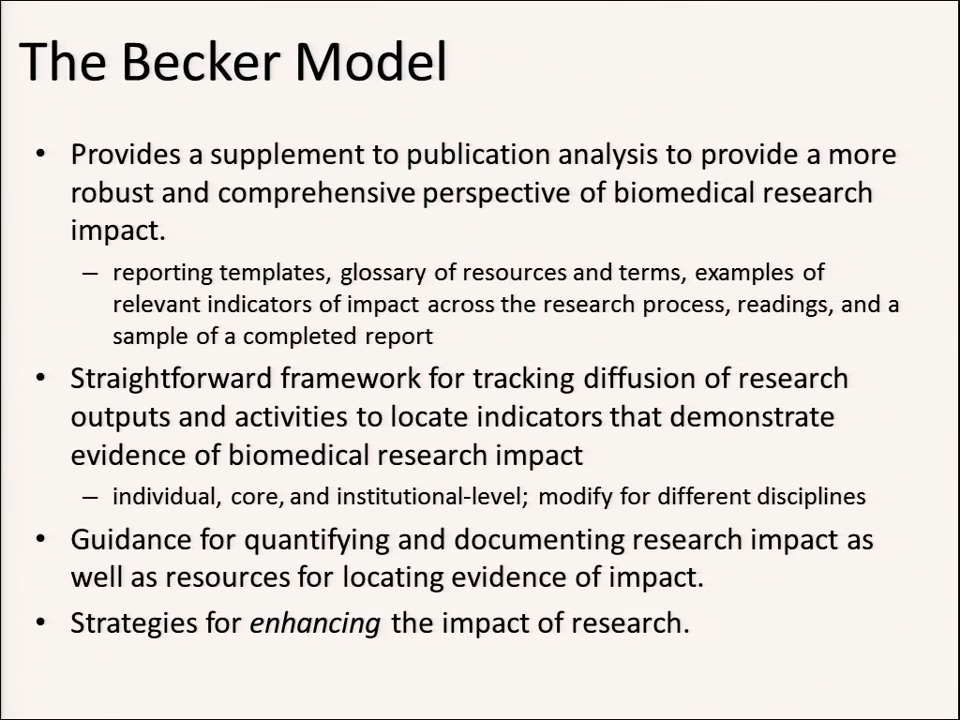 The Becker Model
• Provides a supplement to publication analysis to provide a more
robust and comprehensive perspective of biomedical research
impact.
– reporting templates, glossary of resources and terms, examples of
relevant indicators of impact across the research process, readings, and a
sample of a completed report
• Straightforward framework for tracking diffusion of research
outputs and activities to locate indicators that demonstrate
evidence of biomedical research impact
– individual, core, and institutional-level; modify for different disciplines
• Guidance for quantifying and documenting research impact as
well as resources for locating evidence of impact.
• Strategies for enhancing the impact of research.